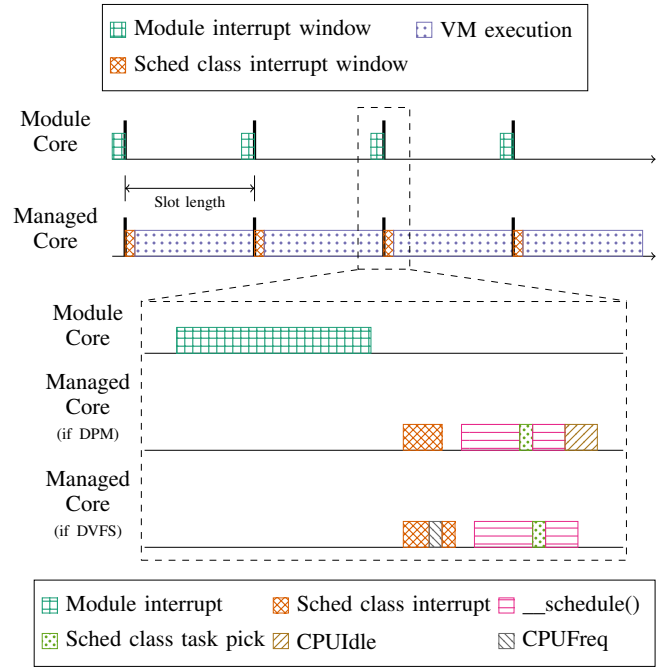 Module interrupt window
VM execution
Sched class interrupt window
Module
Core
Slot length
Managed
Core
Module
Core
Managed
Core
(if DPM)
Managed
Core
(if DVFS)
Module interrupt
Sched class interrupt
__schedule()
Sched class task pick
CPUIdle
CPUFreq